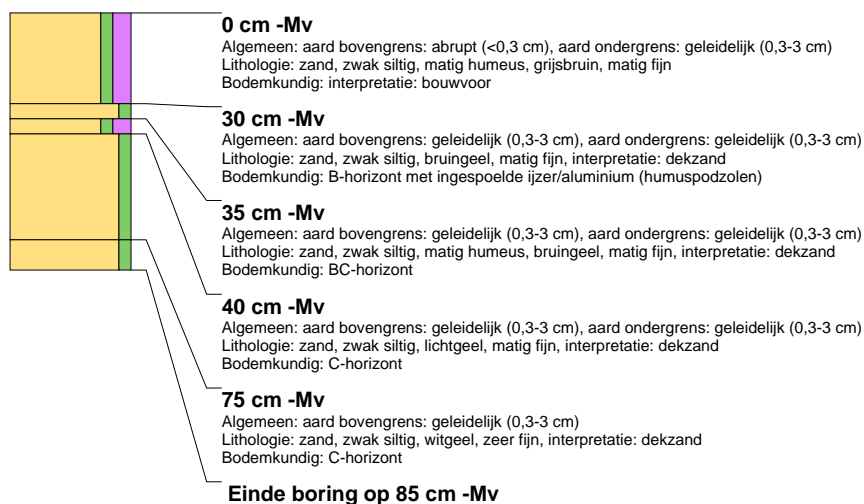 0 cm -Mv
Algemeen: aard bovengrens: abrupt (<0,3 cm), aard ondergrens: geleidelijk (0,3-3 cm)
Lithologie: zand, zwak siltig, matig humeus, grijsbruin, matig fijn
Bodemkundig: interpretatie: bouwvoor
30 cm -Mv
Algemeen: aard bovengrens: geleidelijk (0,3-3 cm), aard ondergrens: geleidelijk (0,3-3 cm)
Lithologie: zand, zwak siltig, bruingeel, matig fijn, interpretatie: dekzand
Bodemkundig: B-horizont met ingespoelde ijzer/aluminium (humuspodzolen)
35 cm -Mv
Algemeen: aard bovengrens: geleidelijk (0,3-3 cm), aard ondergrens: geleidelijk (0,3-3 cm)
Lithologie: zand, zwak siltig, matig humeus, bruingeel, matig fijn, interpretatie: dekzand
Bodemkundig: BC-horizont
40 cm -Mv
Algemeen: aard bovengrens: geleidelijk (0,3-3 cm), aard ondergrens: geleidelijk (0,3-3 cm)
Lithologie: zand, zwak siltig, lichtgeel, matig fijn, interpretatie: dekzand
Bodemkundig: C-horizont
75 cm -Mv
Algemeen: aard bovengrens: geleidelijk (0,3-3 cm)
Lithologie: zand, zwak siltig, witgeel, zeer fijn, interpretatie: dekzand
Bodemkundig: C-horizont
Einde boring op 85 cm -Mv